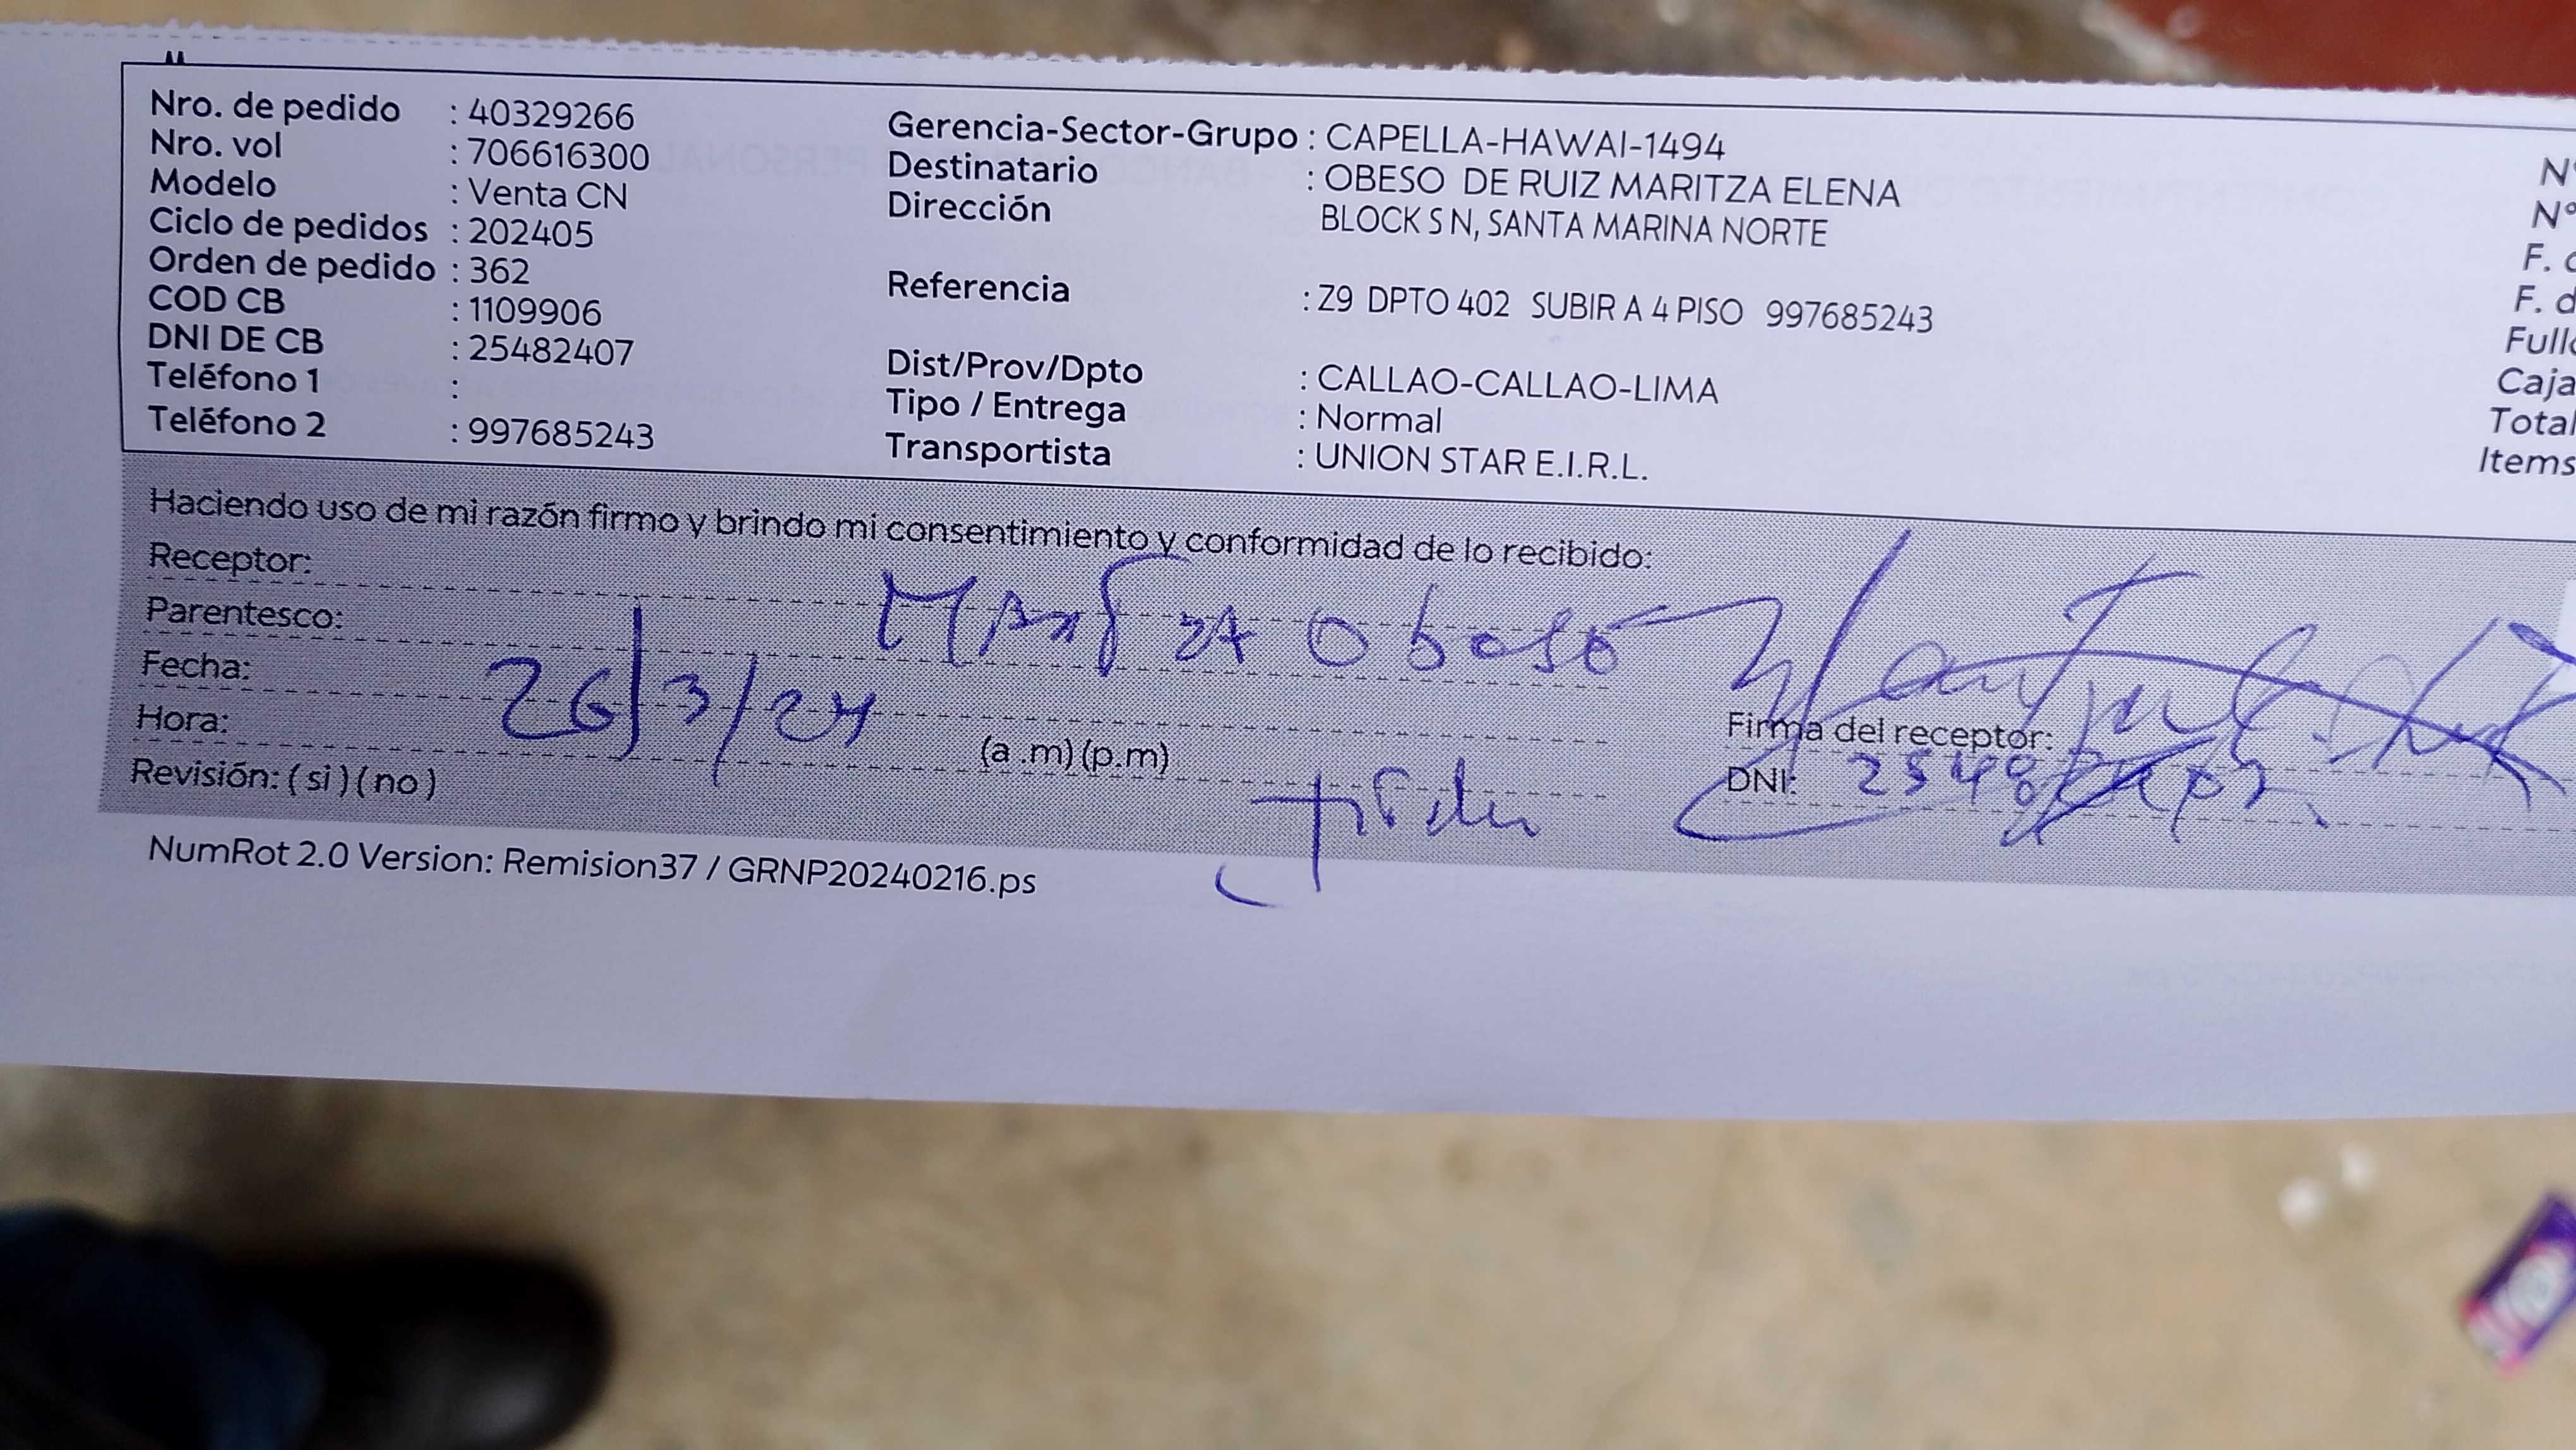 Nro. de pedido : 40329266
Nro. vol : 706616300
Modelo : Venta CN
Ciclo de pedidos : 202405
Orden de pedido : 362
COD CB : 1109906
DNI DE CB : 25482407
Teléfono 1 :
Teléfono 2 : 997685243
Gerencia-Sector-Grupo : CAPELLA-HAWAI-1494
Destinatario : OBESO DE RUIZ MARITZA ELENA
Dirección BLOCK S N, SANTA MARINA NORTE
Referencia : Z9 DPTO 402 SUBIR A 4 PISO 997685243
Dist/Prov/Dpto : CALLAO-CALLAO-LIMA
Tipo / Entrega : Normal
Transportista : UNION STAR E.I.R.L.
N°
N°
F.
F. d
Caja
Total
Items
Haciendo uso de mi razón firmo y brindo mi consentimiento y conformidad de lo recibido:
Receptor:
Parentesco: Obeso
Fecha: 26/3/24
Hora: (a .m) (p.m)
Revisión: ( si ) ( no )
Firma del receptor:
DNI:
NumRot 2.0 Version: Remision37 / GRNP20240216.ps